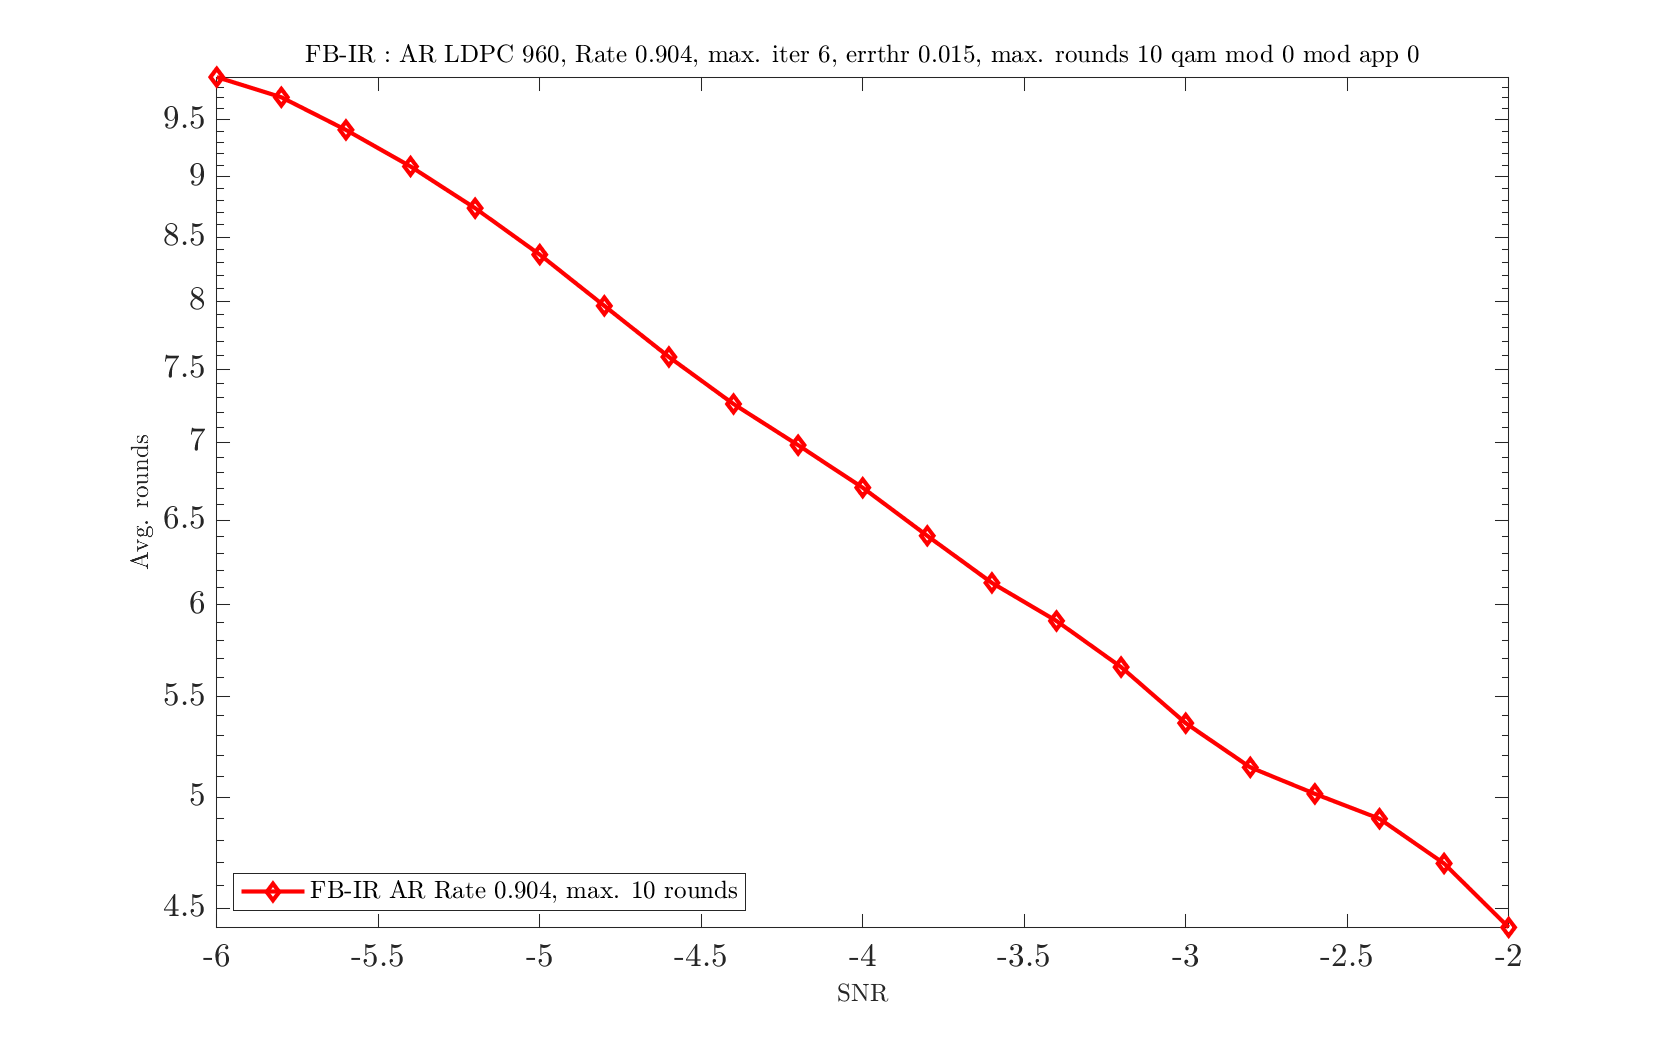 FB-IR : AR LDPC 960, Rate 0.904, max. iter 6, errthr 0.015, max. rounds 10 qam mod 0 mod app 0
9.5
9
8.5
8
7.5
7
6.5
6
5.5
5
4.5
Avg. rounds
FB-IR AR Rate 0.904, max. 10 rounds
-6 -5.5 -5 -4.5 -4 -3.5 -3 -2.5 -2
SNR